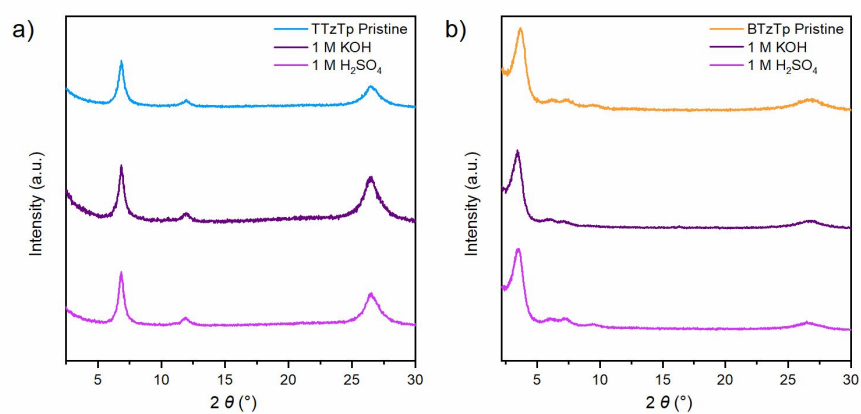 a)
TTzTp Pristine
1 M KOH
1 M H₂SO₄
Intensity (a.u.)
5 10 15 20 25 30
2 θ (°)
b)
BTzTp Pristine
1 M KOH
1 M H₂SO₄
Intensity (a.u.)
5 10 15 20 25 30
2 θ (°)